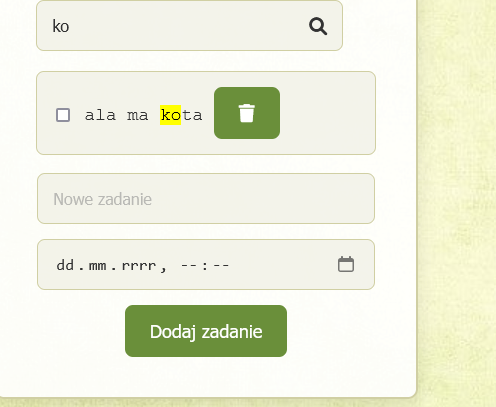 ko
ala ma kota
Nowe zadanie
dd.mm.rrrr, --:--
Dodaj zadanie